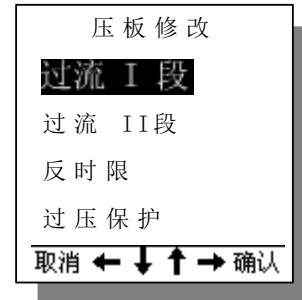 压板修改
过流 I 段
过流 II段
反时限
过压保护
取消 ← ↓ ↑ → 确认